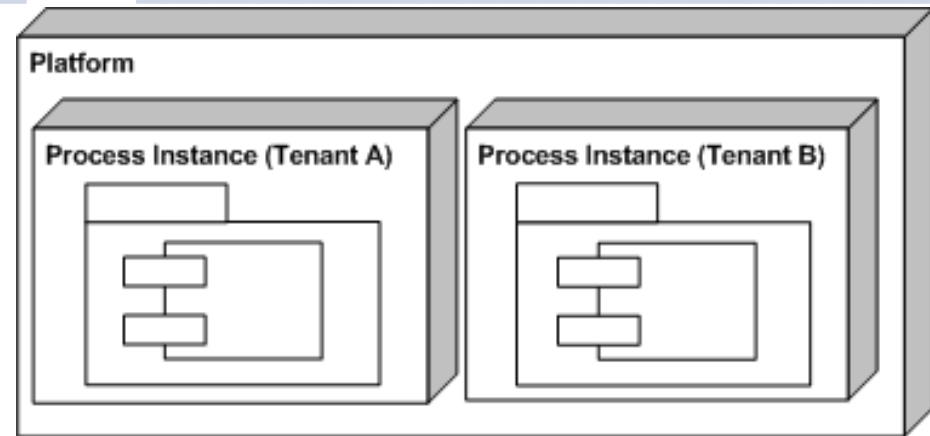 Platform
Process Instance (Tenant A)
Process Instance (Tenant B)